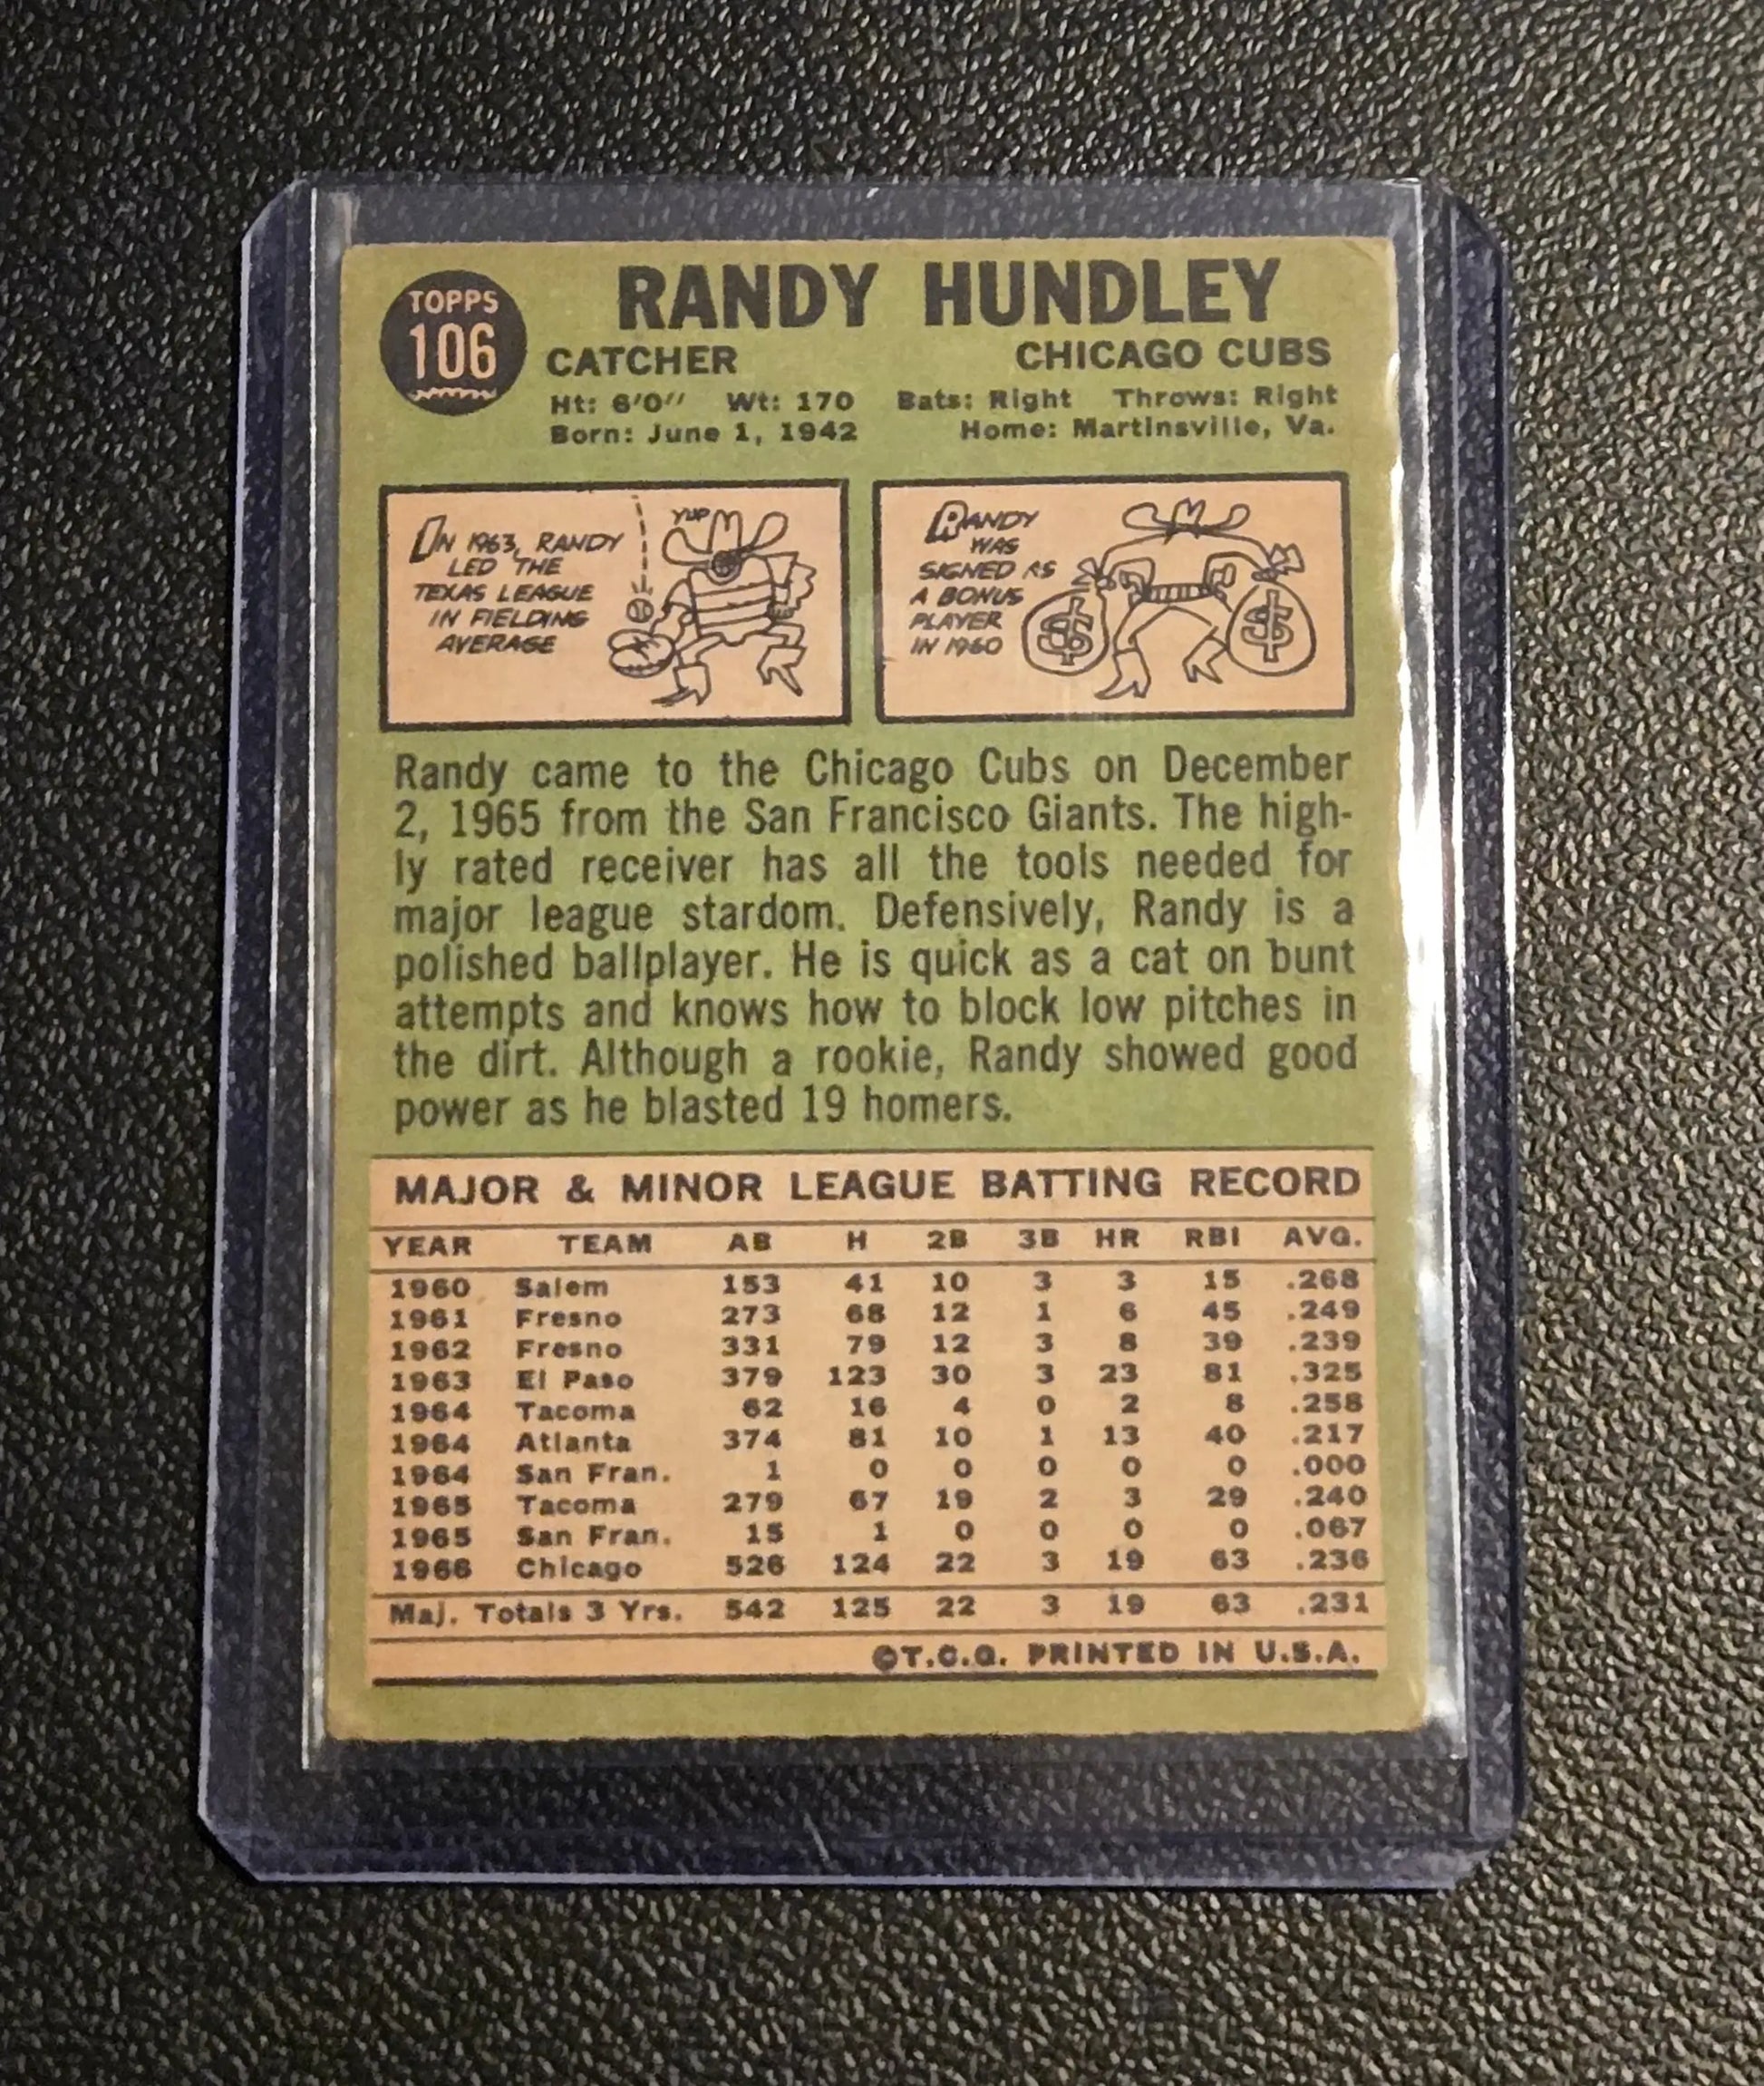 TOPPS
106
RANDY HUNDLEY
CATCHER CHICAGO CUBS
Ht: 6'0" Wt: 170 Bats: Right Throws: Right
Born: June 1, 1942 Home: Martinsville, Va.
IN 1963, RANDY
LED THE
TEXAS LEAGUE
IN FIELDING
AVERAGE
YUP
RANDY
WAS
SIGNED AS
A BONUS
PLAYER
IN 1960
$ $
Randy came to the Chicago Cubs on December
2, 1965 from the San Francisco Giants. The high-
ly rated receiver has all the tools needed for
major league stardom. Defensively, Randy is a
polished ballplayer. He is quick as a cat on bunt
attempts and knows how to block low pitches in
the dirt. Although a rookie, Randy showed good
power as he blasted 19 homers.
MAJOR & MINOR LEAGUE BATTING RECORD
YEAR TEAM AB H 2B 3B HR RBI AVG.
1960 Salem 153 41 10 3 3 15 .268
1961 Fresno 273 68 12 1 6 45 .249
1962 Fresno 331 79 12 3 8 39 .239
1963 El Paso 379 123 30 3 23 81 .325
1964 Tacoma 62 16 4 0 2 8 .258
1964 Atlanta 374 81 10 1 13 40 .217
1964 San Fran. 1 0 0 0 0 0 .000
1965 Tacoma 279 67 19 2 3 29 .240
1965 San Fran. 15 1 0 0 0 0 .067
1966 Chicago 526 124 22 3 19 63 .236
Maj. Totals 3 Yrs. 542 125 22 3 19 63 .231
©T.C.G. PRINTED IN U.S.A.